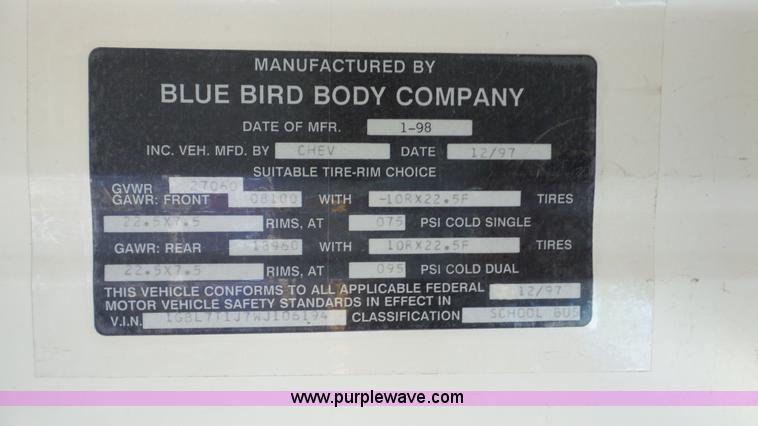 MANUFACTURED BY
BLUE BIRD BODY COMPANY
DATE OF MFR. 1-98
INC. VEH. MFD. BY CHEV DATE 12/97
SUITABLE TIRE-RIM CHOICE
GVWR 27060
GAWR: FRONT 08100 WITH -10RX22.5F TIRES
22.5X7.5 RIMS, AT 075 PSI COLD SINGLE
GAWR: REAR 18960 WITH 10RX22.5F TIRES
22.5X7.5 RIMS, AT 095 PSI COLD DUAL
THIS VEHICLE CONFORMS TO ALL APPLICABLE FEDERAL 12/97
MOTOR VEHICLE SAFETY STANDARDS IN EFFECT IN
V.I.N. 1GBL7T1J7WJ106194 CLASSIFICATION SCHOOL BUS
www.purplewave.com